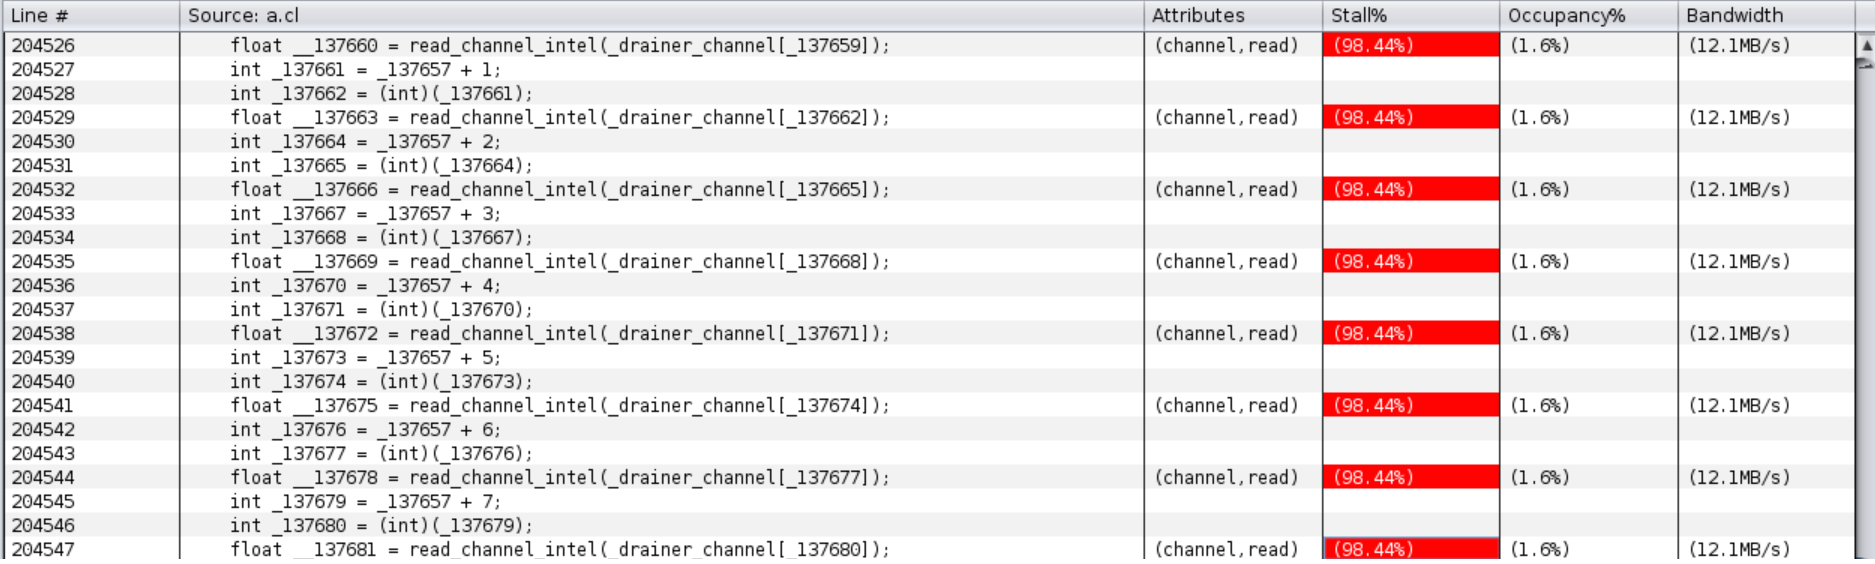 Line # Source: a.cl Attributes Stall% Occupancy% Bandwidth
204526 float __137660 = read_channel_intel(_drainer_channel[_137659]); (channel,read) (98.44%) (1.6%) (12.1MB/s)
204527 int _137661 = _137657 + 1;
204528 int _137662 = (int)(_137661);
204529 float __137663 = read_channel_intel(_drainer_channel[_137662]); (channel,read) (98.44%) (1.6%) (12.1MB/s)
204530 int _137664 = _137657 + 2;
204531 int _137665 = (int)(_137664);
204532 float __137666 = read_channel_intel(_drainer_channel[_137665]); (channel,read) (98.44%) (1.6%) (12.1MB/s)
204533 int _137667 = _137657 + 3;
204534 int _137668 = (int)(_137667);
204535 float __137669 = read_channel_intel(_drainer_channel[_137668]); (channel,read) (98.44%) (1.6%) (12.1MB/s)
204536 int _137670 = _137657 + 4;
204537 int _137671 = (int)(_137670);
204538 float __137672 = read_channel_intel(_drainer_channel[_137671]); (channel,read) (98.44%) (1.6%) (12.1MB/s)
204539 int _137673 = _137657 + 5;
204540 int _137674 = (int)(_137673);
204541 float __137675 = read_channel_intel(_drainer_channel[_137674]); (channel,read) (98.44%) (1.6%) (12.1MB/s)
204542 int _137676 = _137657 + 6;
204543 int _137677 = (int)(_137676);
204544 float __137678 = read_channel_intel(_drainer_channel[_137677]); (channel,read) (98.44%) (1.6%) (12.1MB/s)
204545 int _137679 = _137657 + 7;
204546 int _137680 = (int)(_137679);
204547 float __137681 = read_channel_intel(_drainer_channel[_137680]); (channel,read) (98.44%) (1.6%) (12.1MB/s)